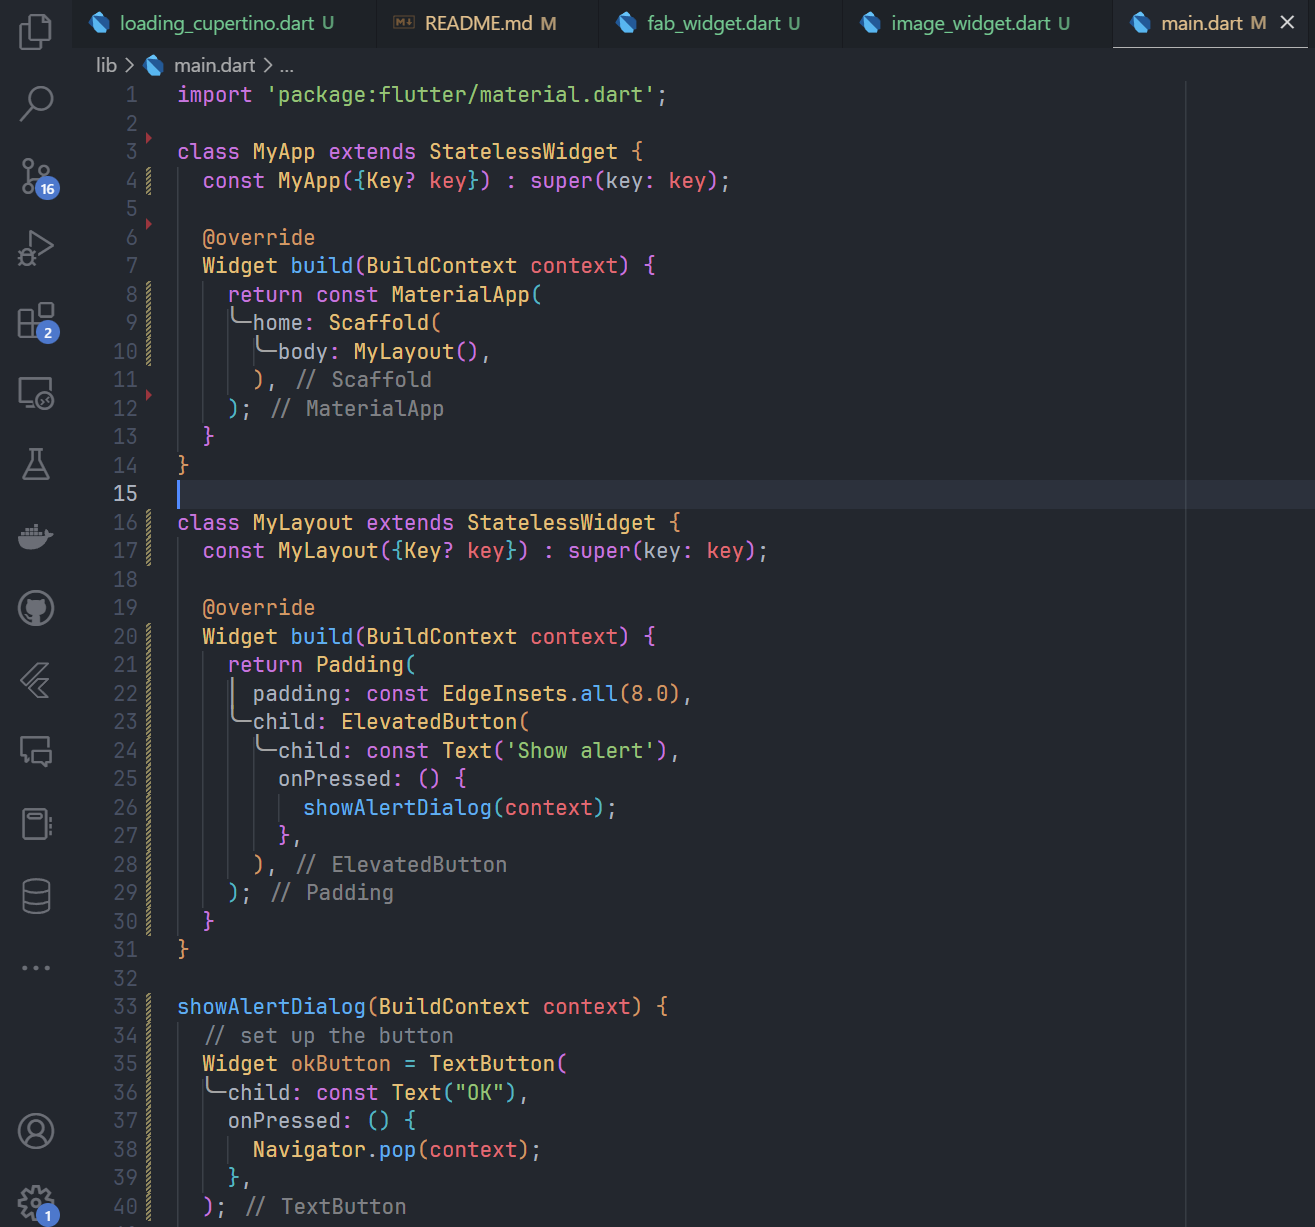 loading_cupertino.dart U README.md M fab_widget.dart U image_widget.dart U main.dart M
lib > main.dart > ...
1 import 'package:flutter/material.dart';
2
3 class MyApp extends StatelessWidget {
4 const MyApp({Key? key}) : super(key: key);
5
6 @override
7 Widget build(BuildContext context) {
8 return const MaterialApp(
9 home: Scaffold(
10 body: MyLayout(),
11 ), // Scaffold
12 ); // MaterialApp
13 }
14 }
15
16 class MyLayout extends StatelessWidget {
17 const MyLayout({Key? key}) : super(key: key);
18
19 @override
20 Widget build(BuildContext context) {
21 return Padding(
22 padding: const EdgeInsets.all(8.0),
23 child: ElevatedButton(
24 child: const Text('Show alert'),
25 onPressed: () {
26 showAlertDialog(context);
27 },
28 ), // ElevatedButton
29 ); // Padding
30 }
31 }
32
33 showAlertDialog(BuildContext context) {
34 // set up the button
35 Widget okButton = TextButton(
36 child: const Text("OK"),
37 onPressed: () {
38 Navigator.pop(context);
39 },
40 ); // TextButton
16
2
1